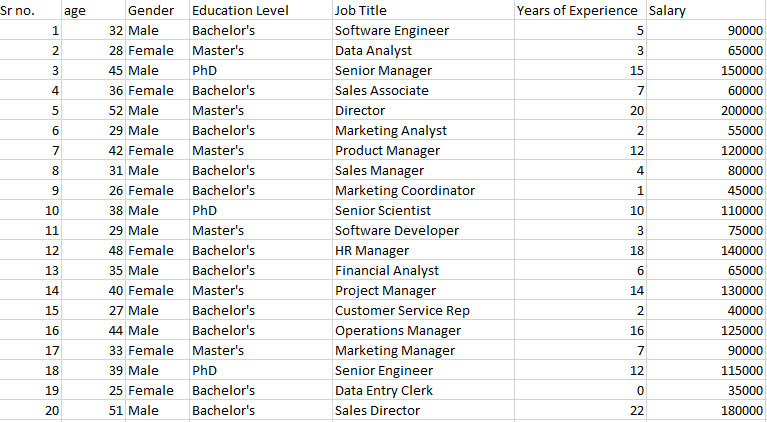 Sr no. age Gender Education Level Job Title Years of Experience Salary
1 32 Male Bachelor's Software Engineer 5 90000
2 28 Female Master's Data Analyst 3 65000
3 45 Male PhD Senior Manager 15 150000
4 36 Female Bachelor's Sales Associate 7 60000
5 52 Male Master's Director 20 200000
6 29 Male Bachelor's Marketing Analyst 2 55000
7 42 Female Master's Product Manager 12 120000
8 31 Male Bachelor's Sales Manager 4 80000
9 26 Female Bachelor's Marketing Coordinator 1 45000
10 38 Male PhD Senior Scientist 10 110000
11 29 Male Master's Software Developer 3 75000
12 48 Female Bachelor's HR Manager 18 140000
13 35 Male Bachelor's Financial Analyst 6 65000
14 40 Female Master's Project Manager 14 130000
15 27 Male Bachelor's Customer Service Rep 2 40000
16 44 Male Bachelor's Operations Manager 16 125000
17 33 Female Master's Marketing Manager 7 90000
18 39 Male PhD Senior Engineer 12 115000
19 25 Female Bachelor's Data Entry Clerk 0 35000
20 51 Male Bachelor's Sales Director 22 180000